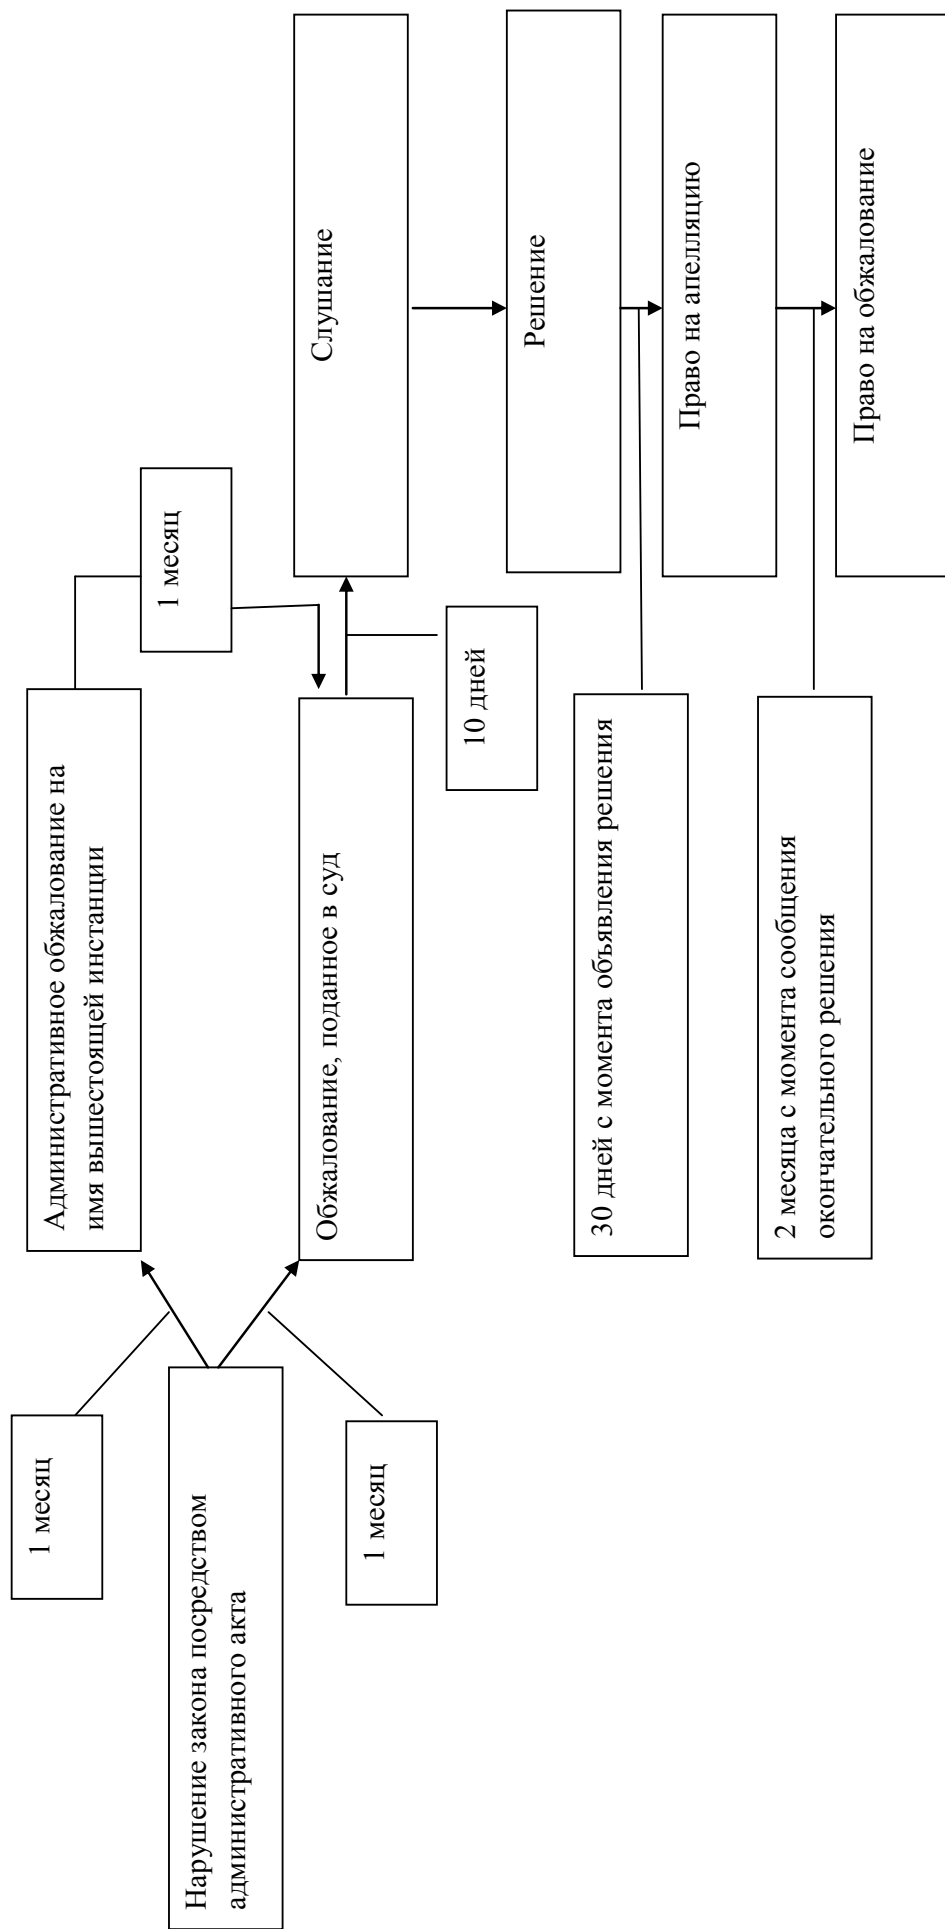 1 месяц
Административное обжалование на
имя вышестоящей инстанции
1 месяц
Нарушение закона посредством
административного акта
Обжалование, поданное в суд
Слушание
1 месяц
10 дней
Решение
30 дней с момента объявления решения
Право на апелляцию
2 месяца с момента сообщения
окончательного решения
Право на обжалование